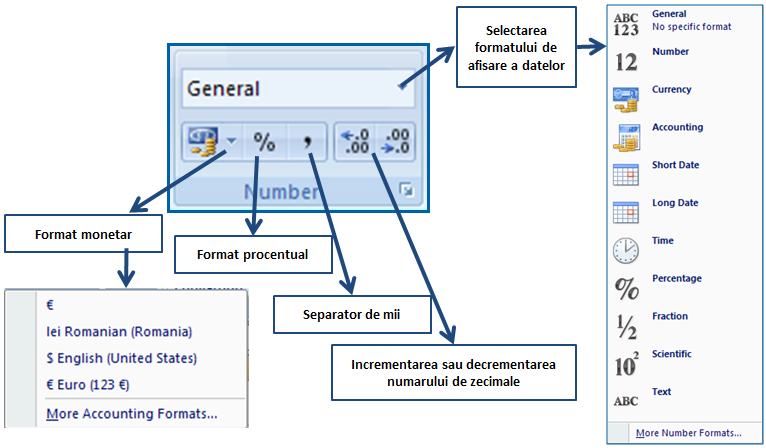 Selectarea
formatului de
afisare a datelor
General
%
,
←.0 .00
.00 →.0
Number
Format monetar
Format procentual
Separator de mii
Incrementarea sau decrementarea
numarului de zecimale
€
lei Romanian (Romania)
$ English (United States)
€ Euro (123 €)
More Accounting Formats...
ABC
123
General
No specific format
12
Number
Currency
Accounting
Short Date
Long Date
Time
%
Percentage
½
Fraction
10²
Scientific
ABC
Text
More Number Formats...